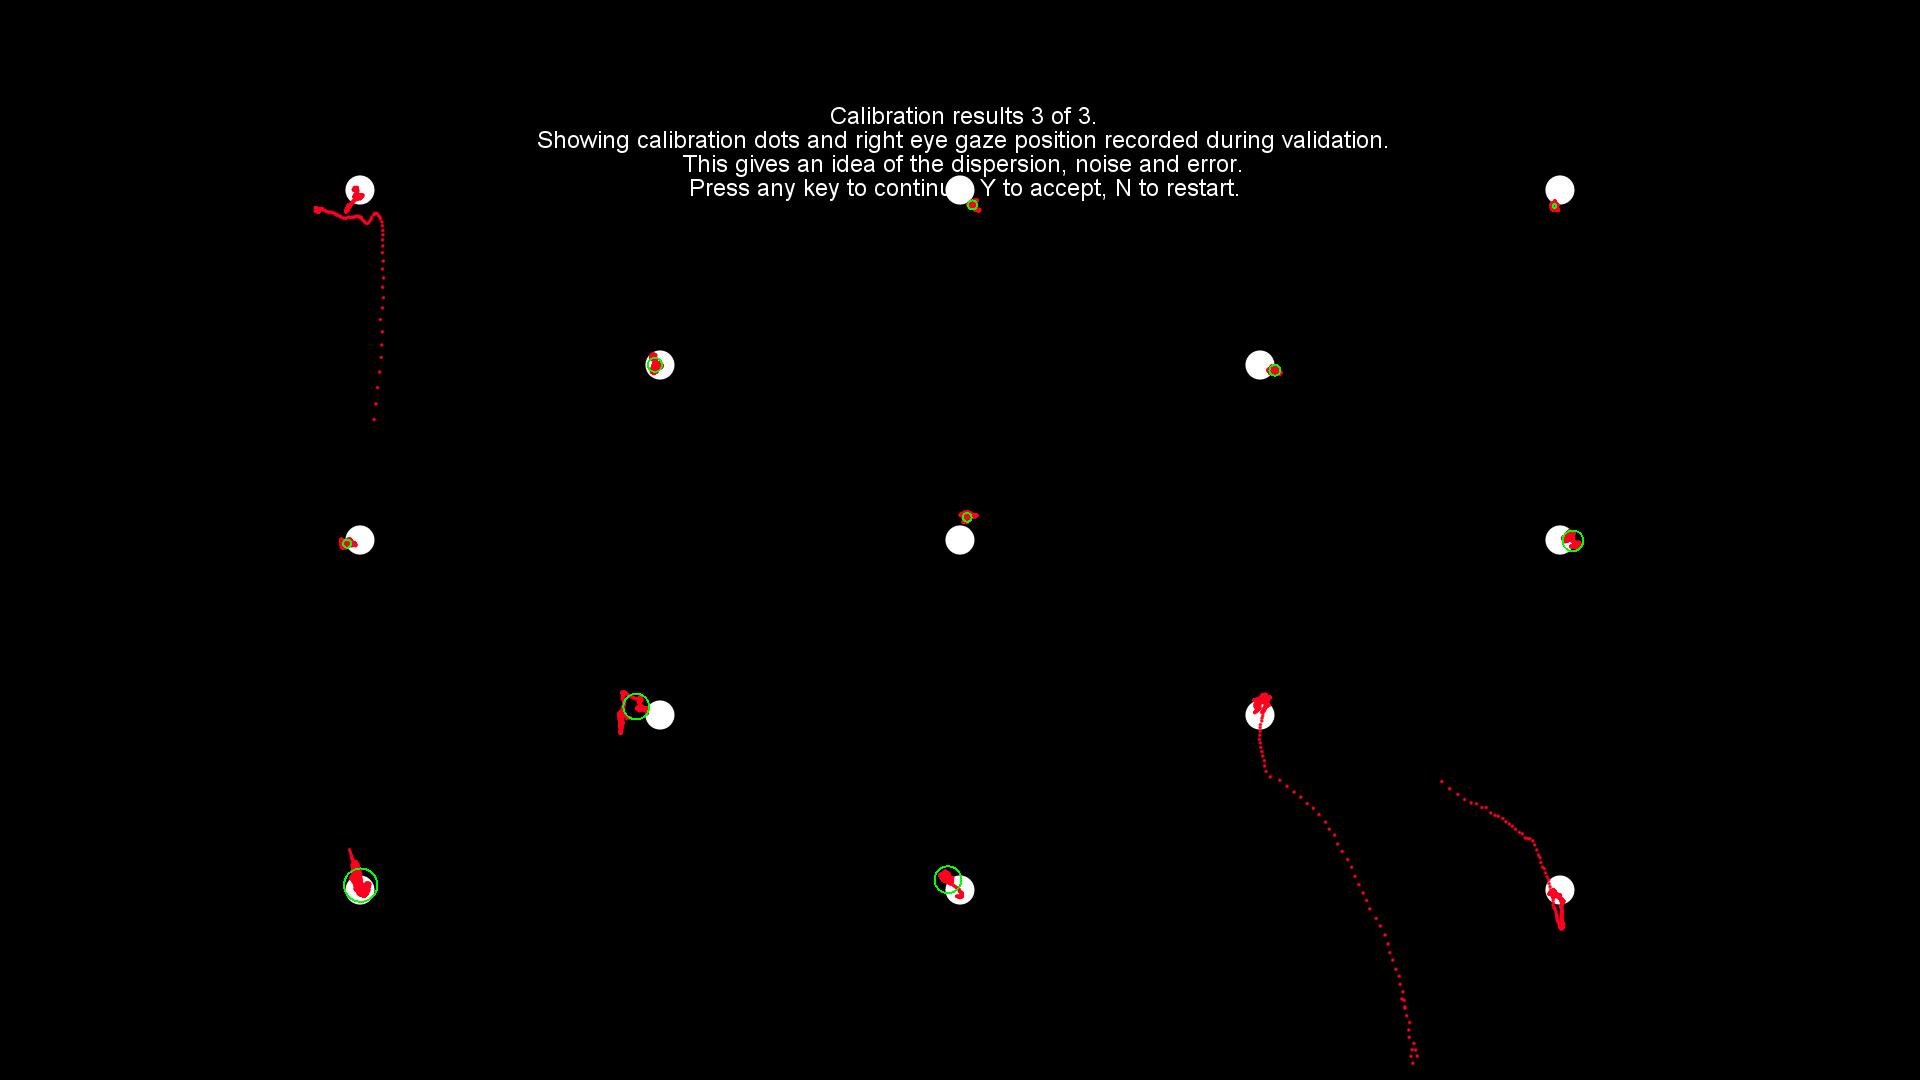 Calibration results 3 of 3.
Showing calibration dots and right eye gaze position recorded during validation.
This gives an idea of the dispersion, noise and error.
Press any key to continu Y to accept, N to restart.